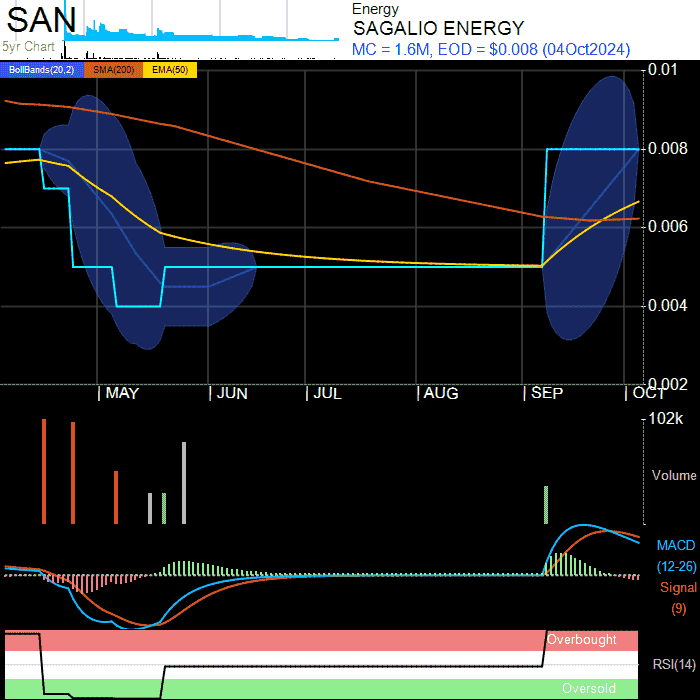 SAN
5yr Chart
Energy
SAGALIO ENERGY
MC = 1.6M, EOD = $0.008 (04Oct2024)
BollBands(20,2) SMA(200) EMA(50)
0.01
0.008
0.006
0.004
0.002
MAY JUN JUL AUG SEP OCT
102k
Volume
MACD
(12-26)
Signal
(9)
Overbought
RSI(14)
Oversold